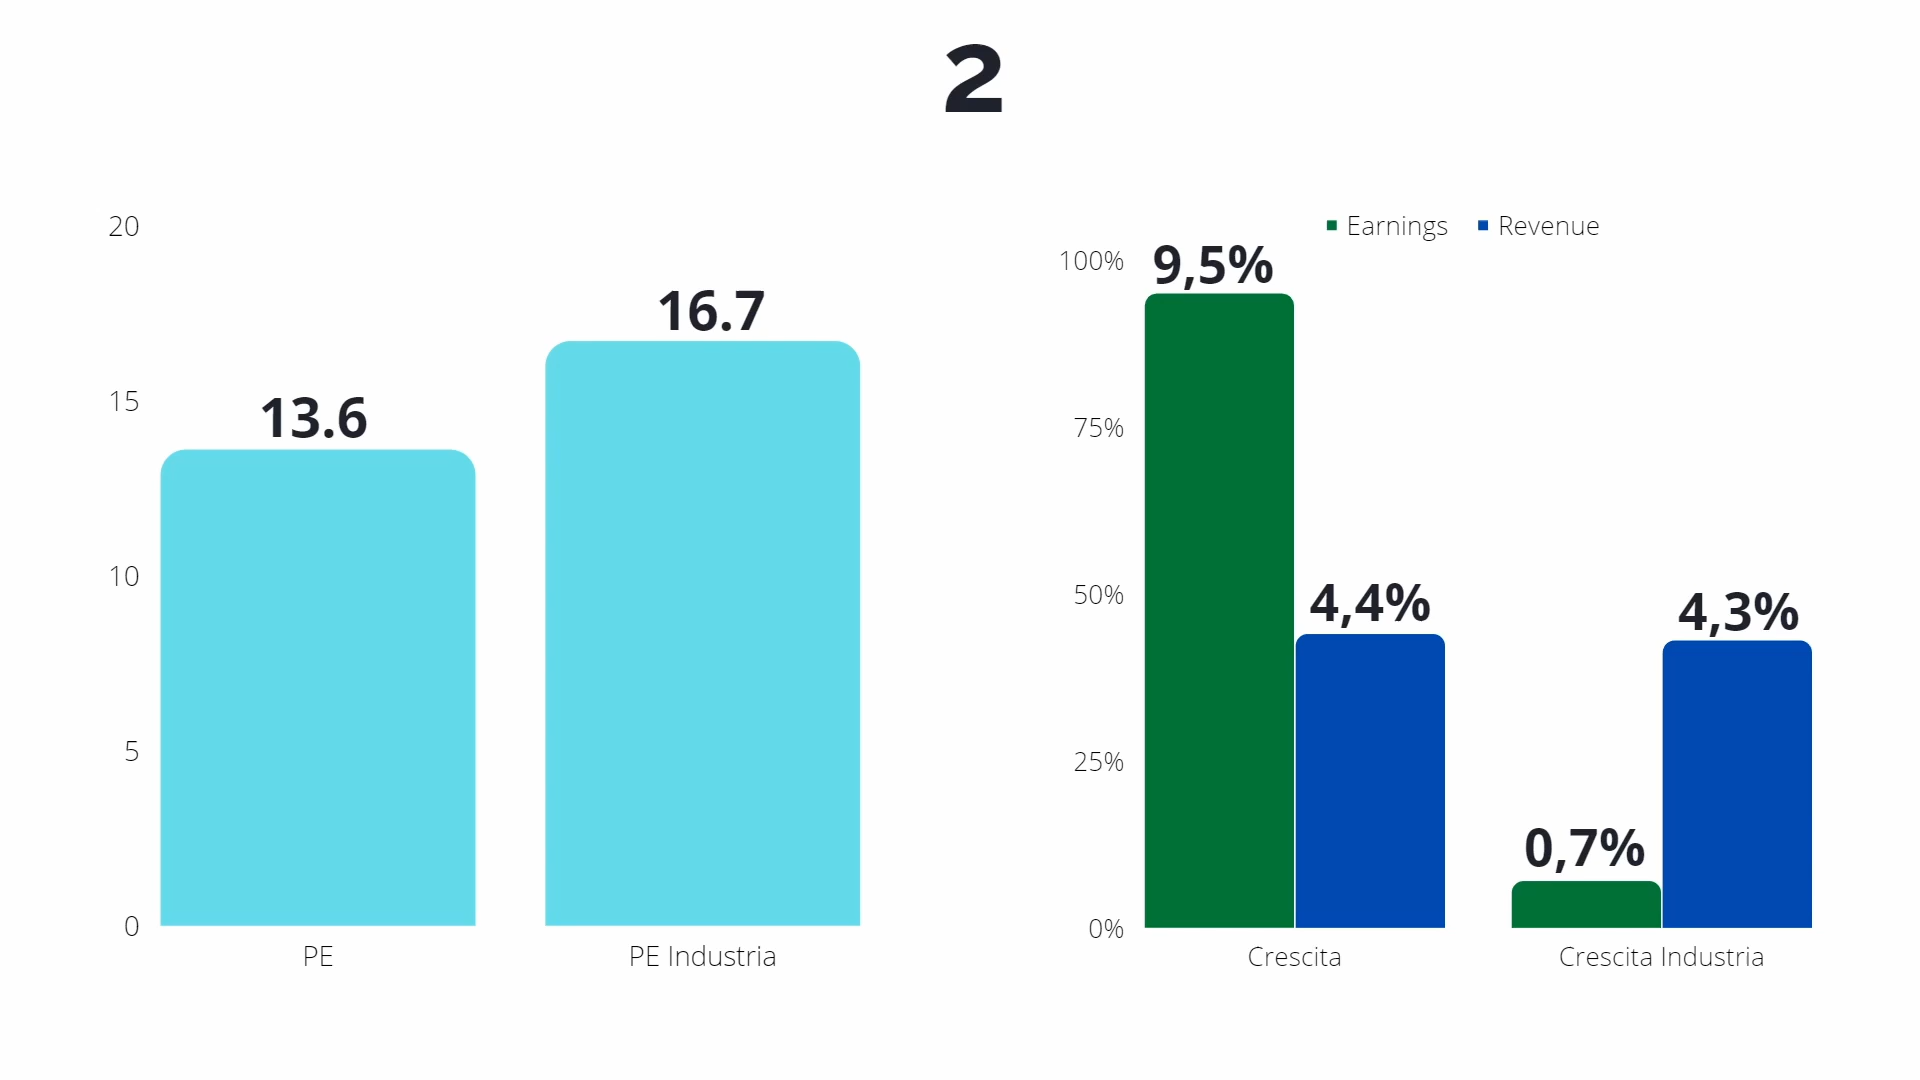 2
20
15
10
5
0
13.6
16.7
PE
PE Industria
Earnings
Revenue
100%
75%
50%
25%
0%
9,5%
4,4%
0,7%
4,3%
Crescita
Crescita Industria